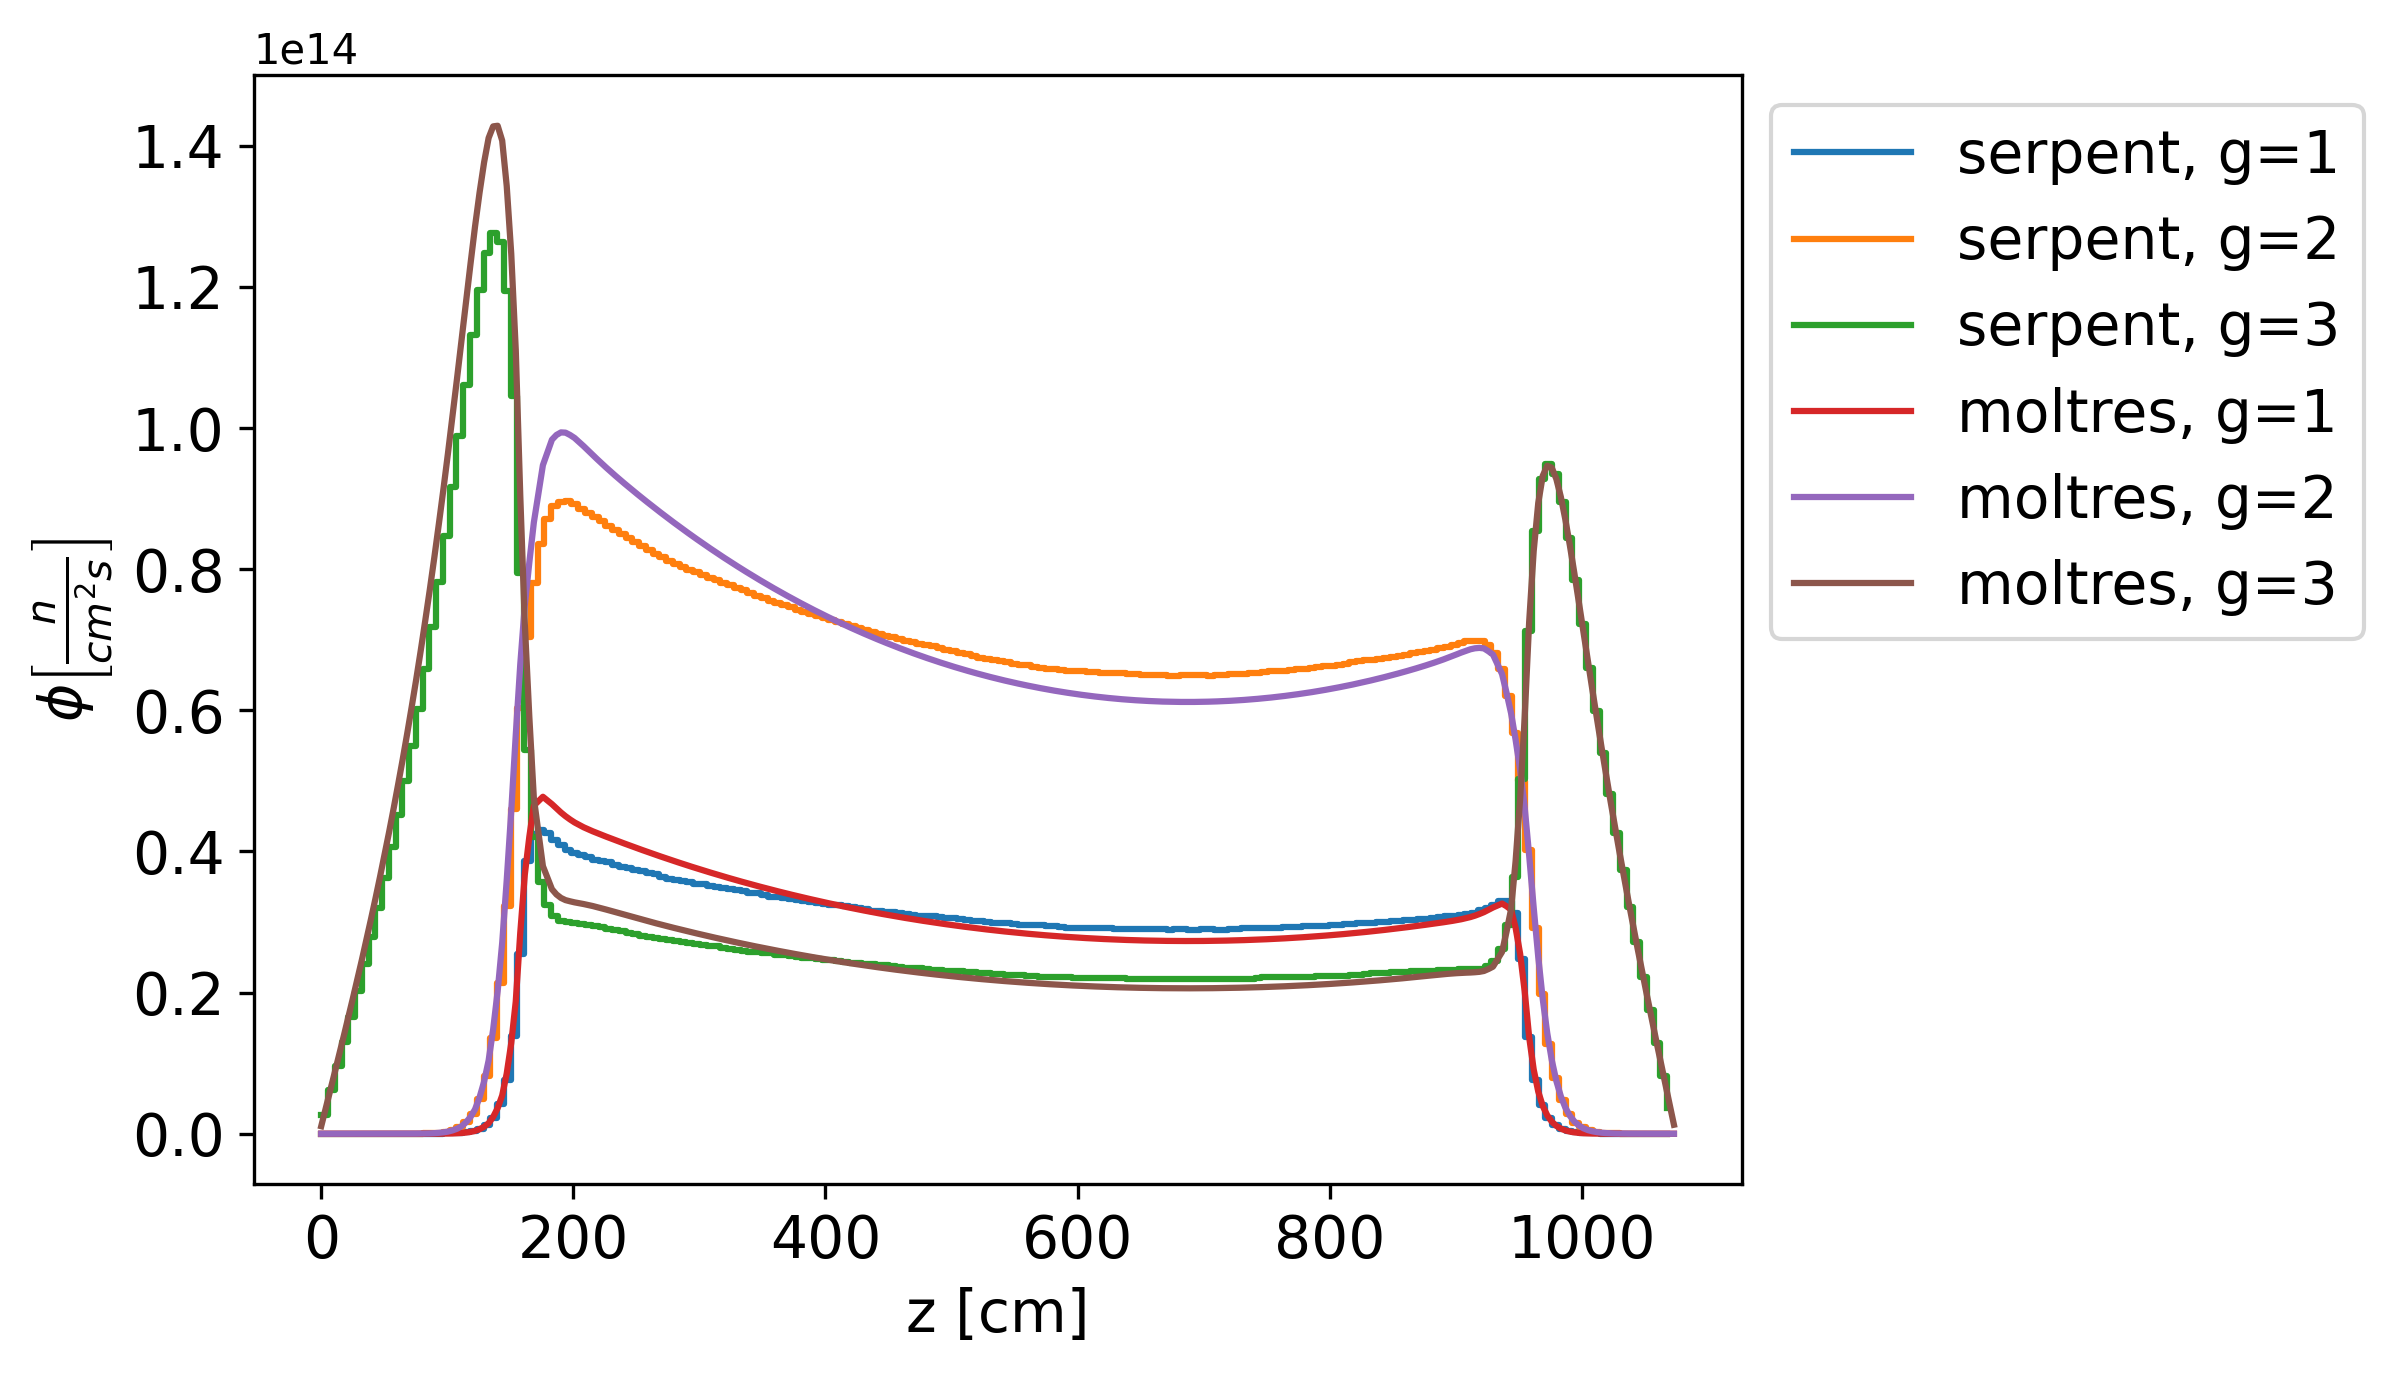 1e14
1.4
1.2
1.0
0.8
0.6
0.4
0.2
0.0
ϕ[n/cm²s]
0 200 400 600 800 1000
z [cm]
serpent, g=1
serpent, g=2
serpent, g=3
moltres, g=1
moltres, g=2
moltres, g=3